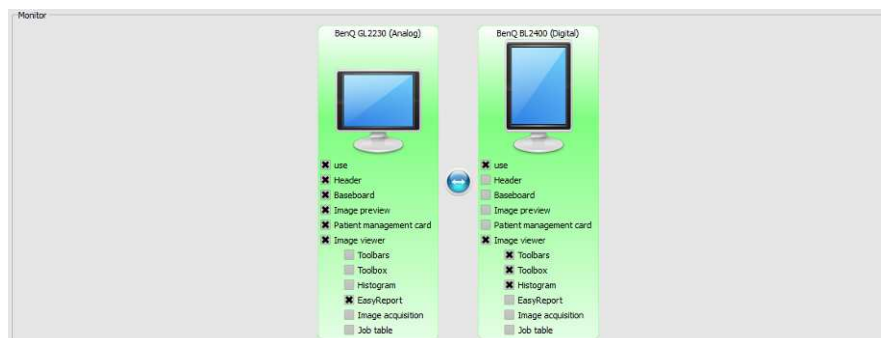 Monitor
BenQ GL2230 (Analog)
use
Header
Baseboard
Image preview
Patient management card
Image viewer
Toolbars
Toolbox
Histogram
EasyReport
Image acquisition
Job table
BenQ BL2400 (Digital)
use
Header
Baseboard
Image preview
Patient management card
Image viewer
Toolbars
Toolbox
Histogram
EasyReport
Image acquisition
Job table